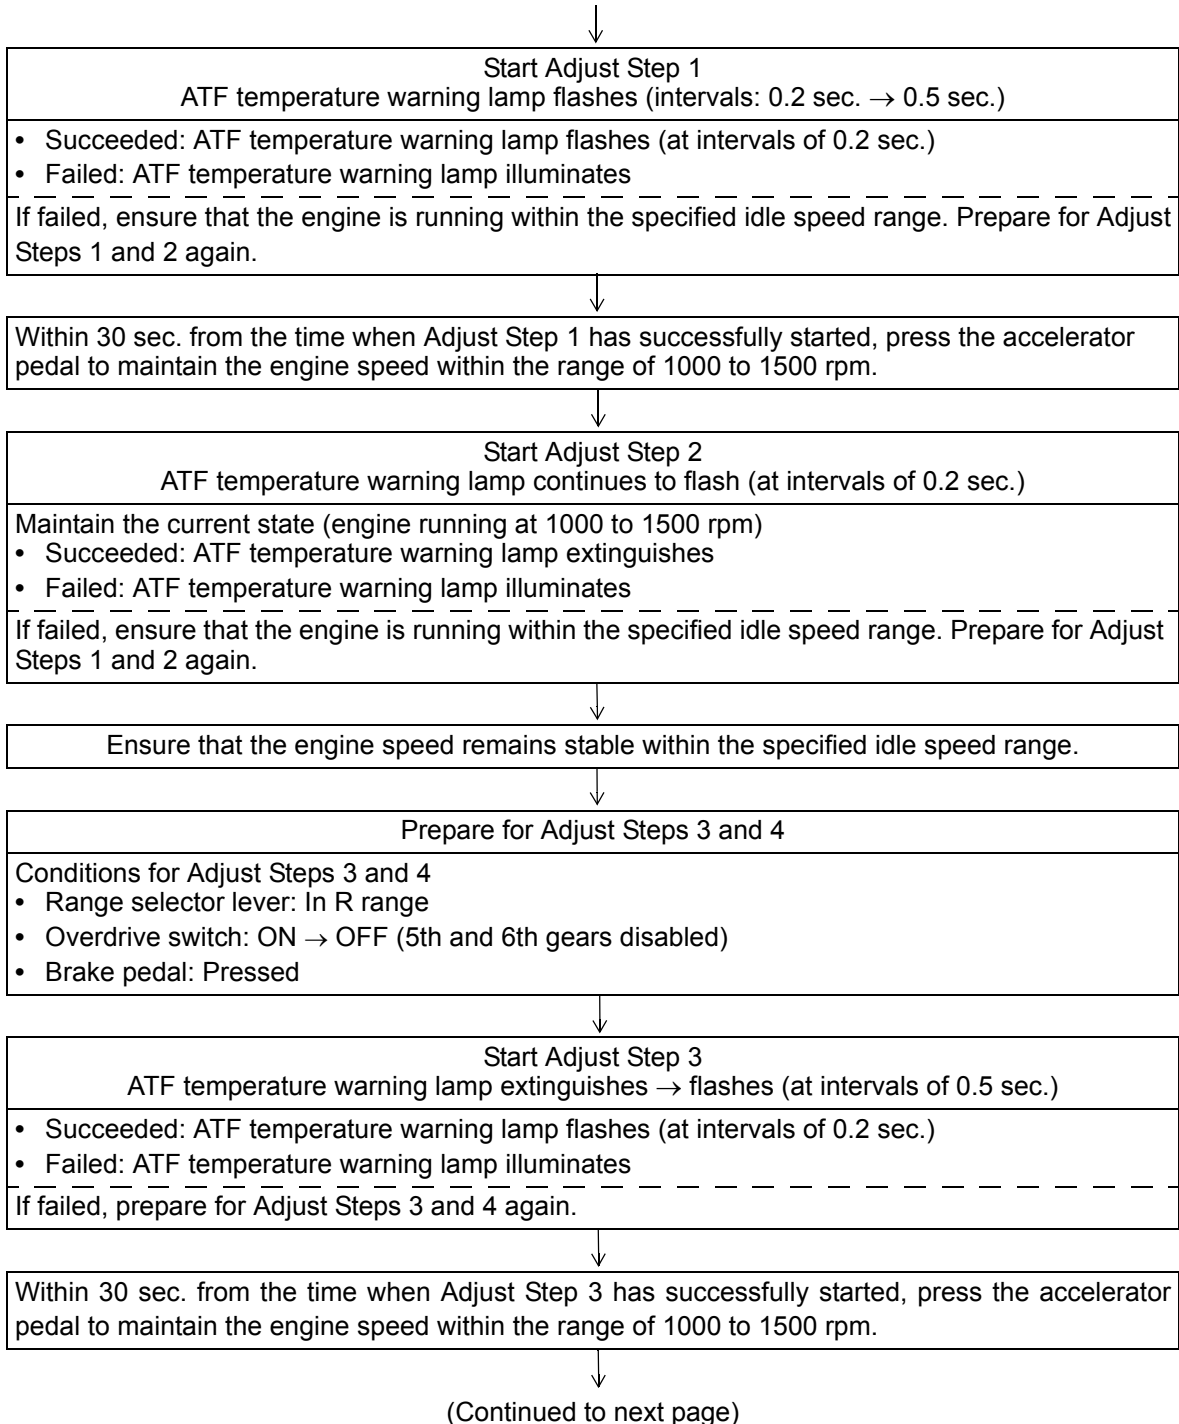 Start Adjust Step 1
ATF temperature warning lamp flashes (intervals: 0.2 sec. → 0.5 sec.)
• Succeeded: ATF temperature warning lamp flashes (at intervals of 0.2 sec.)
• Failed: ATF temperature warning lamp illuminates
If failed, ensure that the engine is running within the specified idle speed range. Prepare for Adjust
Steps 1 and 2 again.
Within 30 sec. from the time when Adjust Step 1 has successfully started, press the accelerator
pedal to maintain the engine speed within the range of 1000 to 1500 rpm.
Start Adjust Step 2
ATF temperature warning lamp continues to flash (at intervals of 0.2 sec.)
Maintain the current state (engine running at 1000 to 1500 rpm)
• Succeeded: ATF temperature warning lamp extinguishes
• Failed: ATF temperature warning lamp illuminates
If failed, ensure that the engine is running within the specified idle speed range. Prepare for Adjust
Steps 1 and 2 again.
Ensure that the engine speed remains stable within the specified idle speed range.
Prepare for Adjust Steps 3 and 4
Conditions for Adjust Steps 3 and 4
• Range selector lever: In R range
• Overdrive switch: ON → OFF (5th and 6th gears disabled)
• Brake pedal: Pressed
Start Adjust Step 3
ATF temperature warning lamp extinguishes → flashes (at intervals of 0.5 sec.)
• Succeeded: ATF temperature warning lamp flashes (at intervals of 0.2 sec.)
• Failed: ATF temperature warning lamp illuminates
If failed, prepare for Adjust Steps 3 and 4 again.
Within 30 sec. from the time when Adjust Step 3 has successfully started, press the accelerator
pedal to maintain the engine speed within the range of 1000 to 1500 rpm.
(Continued to next page)